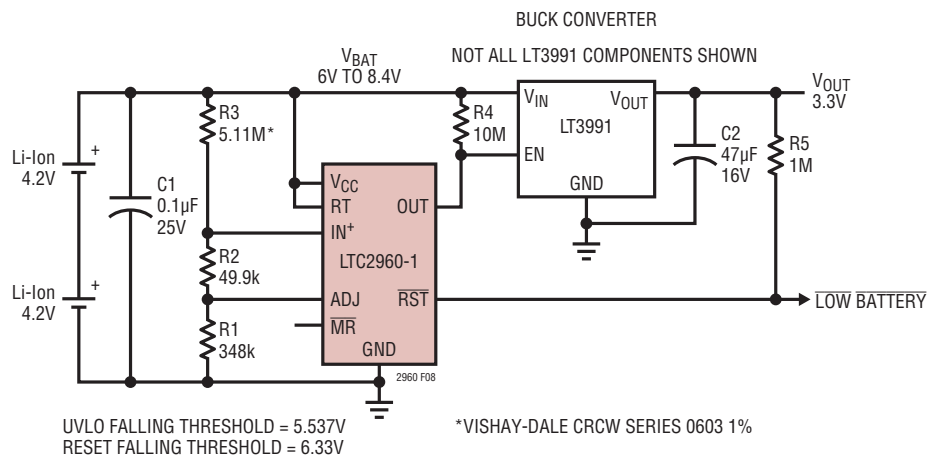 BUCK CONVERTER
NOT ALL LT3991 COMPONENTS SHOWN
VBAT
6V TO 8.4V
VOUT
3.3V
Li-Ion
4.2V
+
C1
0.1µF
25V
Li-Ion
4.2V
+
R3
5.11M*
R2
49.9k
R1
348k
VCC
RT
IN+
LTC2960-1
ADJ
MR
GND
OUT
RST
2960 F08
R4
10M
VIN
VOUT
LT3991
EN
GND
C2
47µF
16V
R5
1M
LOW BATTERY
UVLO FALLING THRESHOLD = 5.537V
RESET FALLING THRESHOLD = 6.33V
*VISHAY-DALE CRCW SERIES 0603 1%